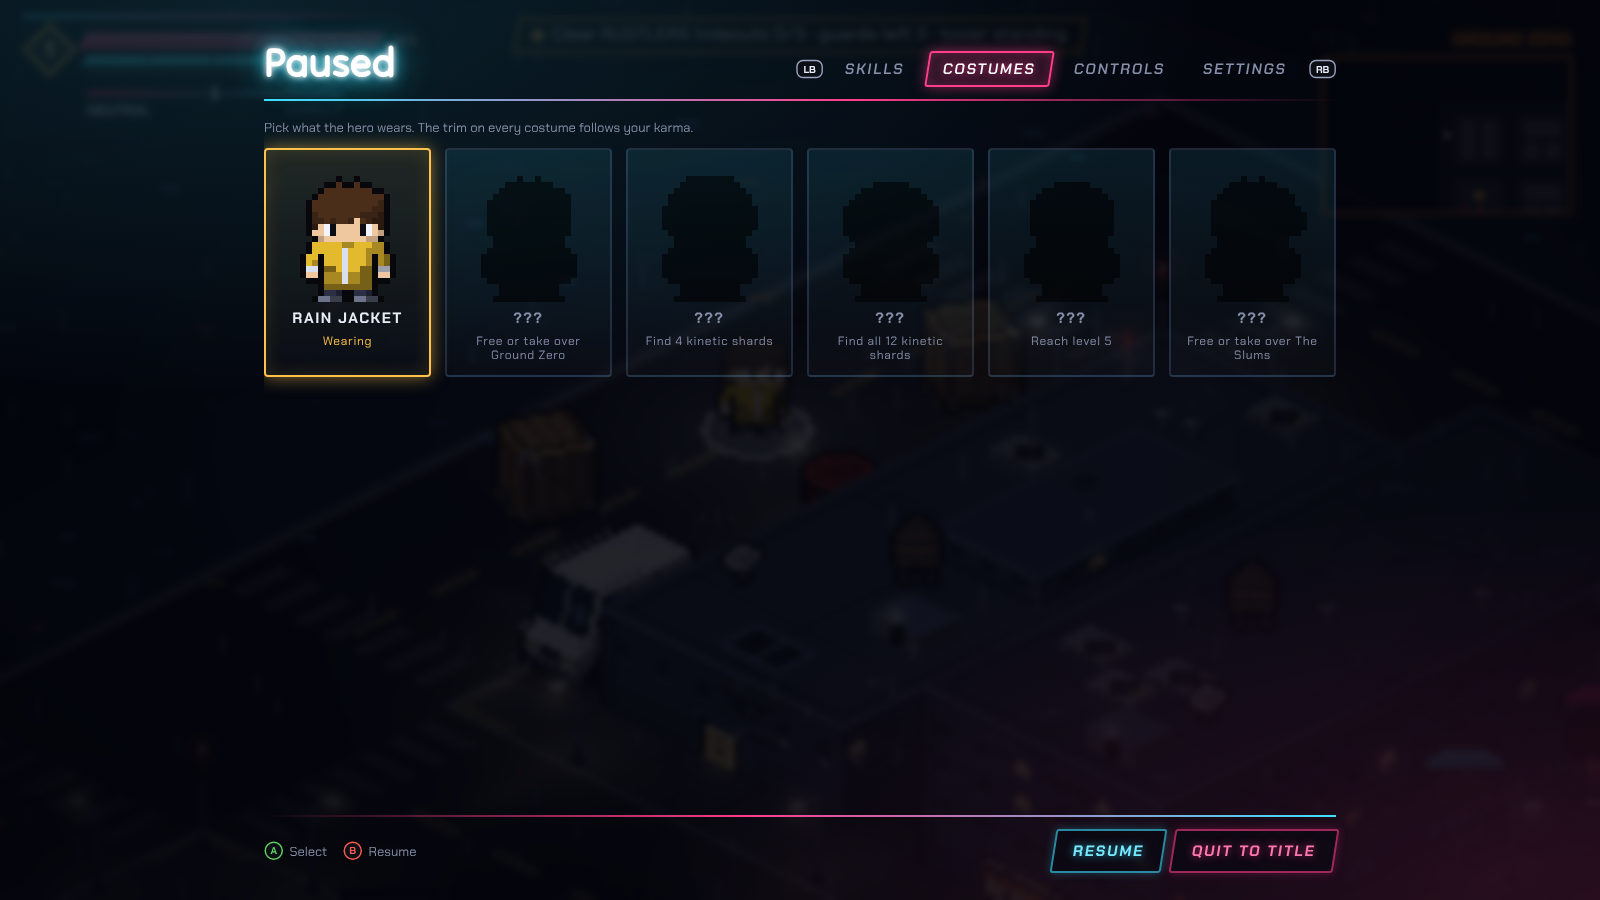 Paused
LB SKILLS COSTUMES CONTROLS SETTINGS RB
Pick what the hero wears. The trim on every costume follows your karma.
RAIN JACKET
Wearing
???
Free or take over
Ground Zero
???
Find 4 kinetic shards
???
Find all 12 kinetic
shards
???
Reach level 5
???
Free or take over The
Slums
A Select B Resume
RESUME QUIT TO TITLE